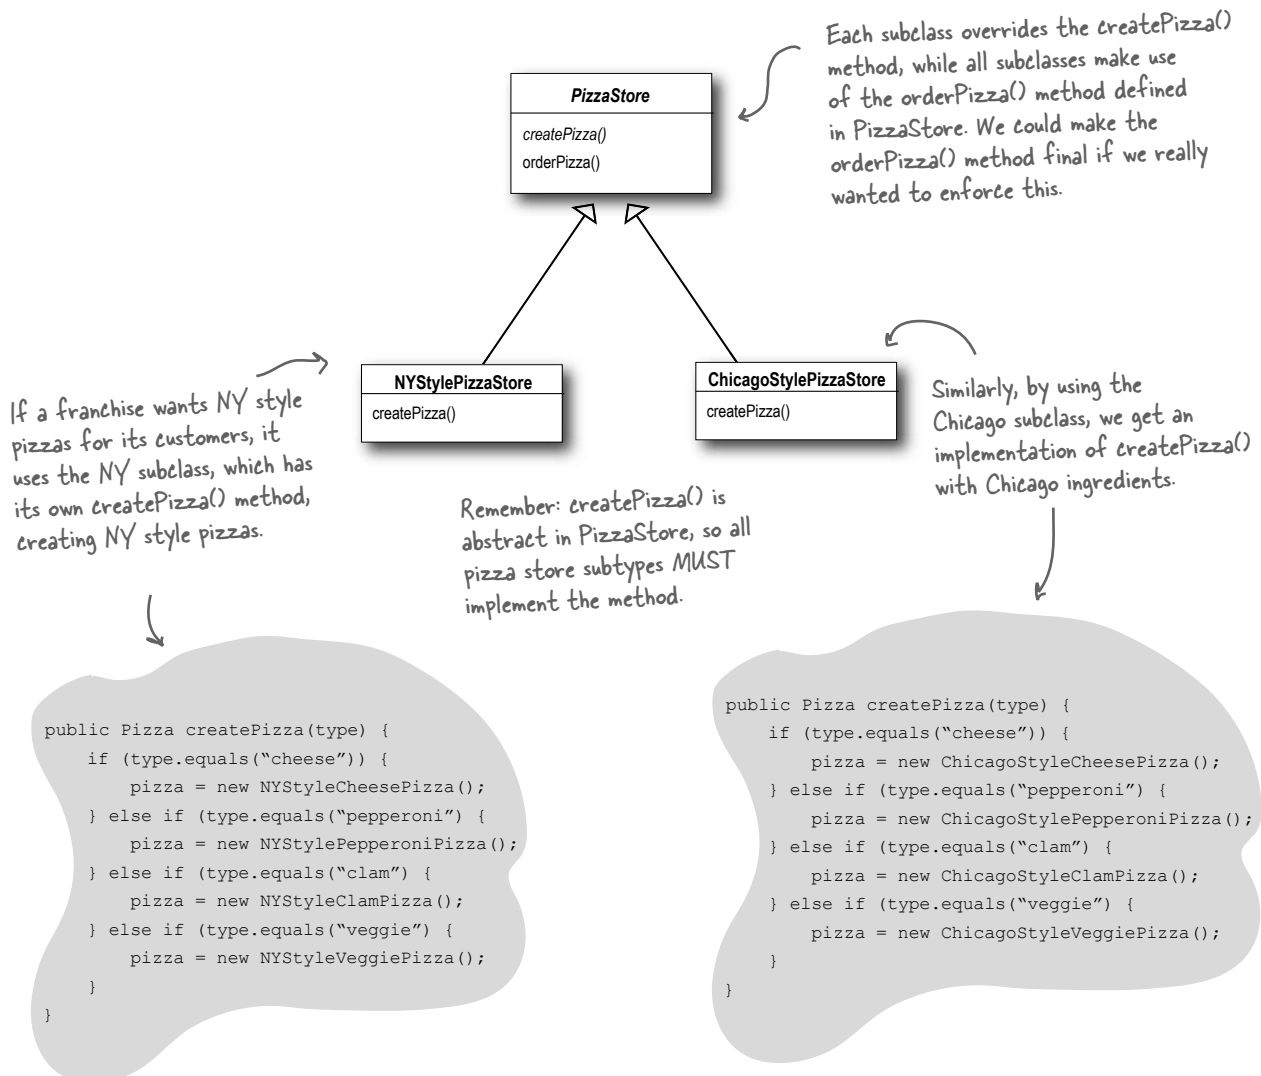 Each subclass overrides the createPizza()
method, while all subclasses make use
of the orderPizza() method defined
in PizzaStore. We could make the
orderPizza() method final if we really
wanted to enforce this.
PizzaStore
createPizza()
orderPizza()
NYStylePizzaStore
createPizza()
ChicagoStylePizzaStore
createPizza()
If a franchise wants NY style
pizzas for its customers, it
uses the NY subclass, which has
its own createPizza() method,
creating NY style pizzas.
Similarly, by using the
Chicago subclass, we get an
implementation of createPizza()
with Chicago ingredients.
Remember: createPizza() is
abstract in PizzaStore, so all
pizza store subtypes MUST
implement the method.
public Pizza createPizza(type) {
    if (type.equals(“cheese”)) {
        pizza = new NYStyleCheesePizza();
    } else if (type.equals(“pepperoni”) {
        pizza = new NYStylePepperoniPizza();
    } else if (type.equals(“clam”) {
        pizza = new NYStyleClamPizza();
    } else if (type.equals(“veggie”) {
        pizza = new NYStyleVeggiePizza();
    }
}
public Pizza createPizza(type) {
    if (type.equals(“cheese”)) {
        pizza = new ChicagoStyleCheesePizza();
    } else if (type.equals(“pepperoni”) {
        pizza = new ChicagoStylePepperoniPizza();
    } else if (type.equals(“clam”) {
        pizza = new ChicagoStyleClamPizza();
    } else if (type.equals(“veggie”) {
        pizza = new ChicagoStyleVeggiePizza();
    }
}